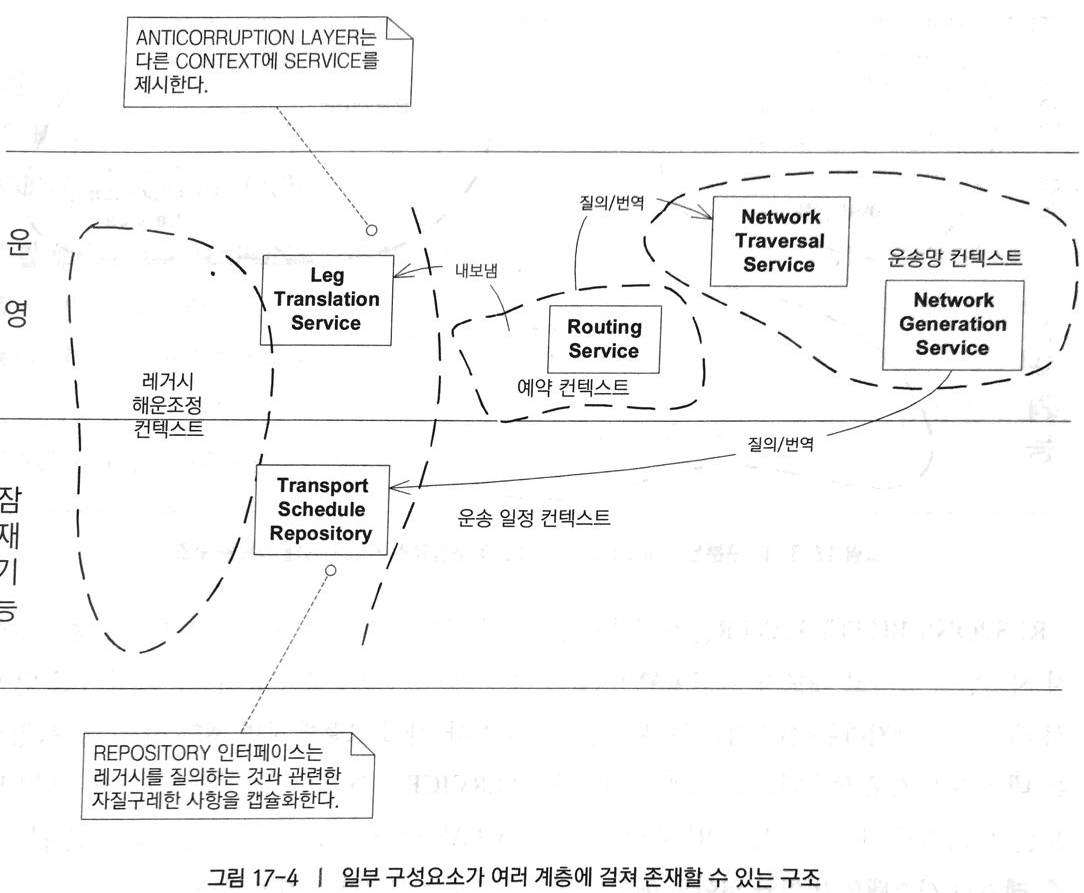 ANTICORRUPTION LAYER는
다른 CONTEXT에 SERVICE를
제시한다.
운
영
질의/번역
Network
Traversal
Service
운송망 컨텍스트
Network
Generation
Service
Leg
Translation
Service
내보냄
Routing
Service
예약 컨텍스트
레거시
해운조정
컨텍스트
질의/번역
잠
재
기
능
Transport
Schedule
Repository
운송 일정 컨텍스트
REPOSITORY 인터페이스는
레거시를 질의하는 것과 관련한
자질구레한 사항을 캡슐화한다.
그림 17-4 | 일부 구성요소가 여러 계층에 걸쳐 존재할 수 있는 구조